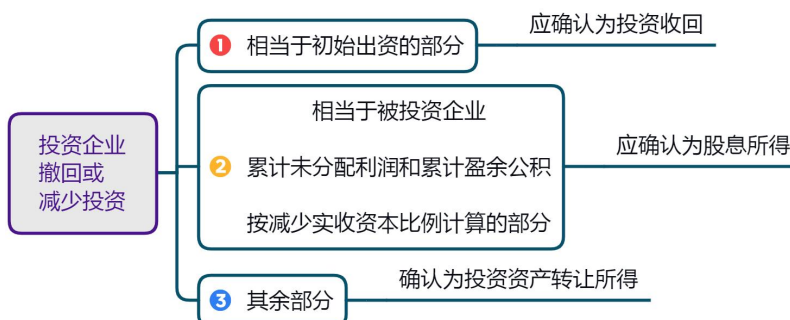 投资企业
撤回或
减少投资
1 相当于初始出资的部分
应确认为投资收回
相当于被投资企业
2 累计未分配利润和累计盈余公积
按减少实收资本比例计算的部分
应确认为股息所得
3 其余部分
确认为投资资产转让所得